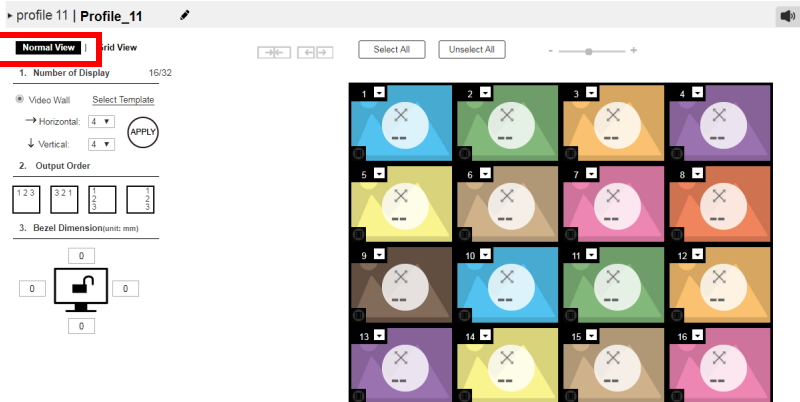 profile 11 | Profile_11
Normal View | Grid View
1. Number of Display 16/32
Video Wall Select Template
Horizontal: 4
Vertical: 4
APPLY
2. Output Order
1 2 3
3 2 1
1
2
3
1
2
3
3. Bezel Dimension(unit: mm)
0
0
0
0
Select All
Unselect All
- +
1 2 3 4
-- -- -- --
5 6 7 8
-- -- -- --
9 10 11 12
-- -- -- --
13 14 15 16
-- -- -- --